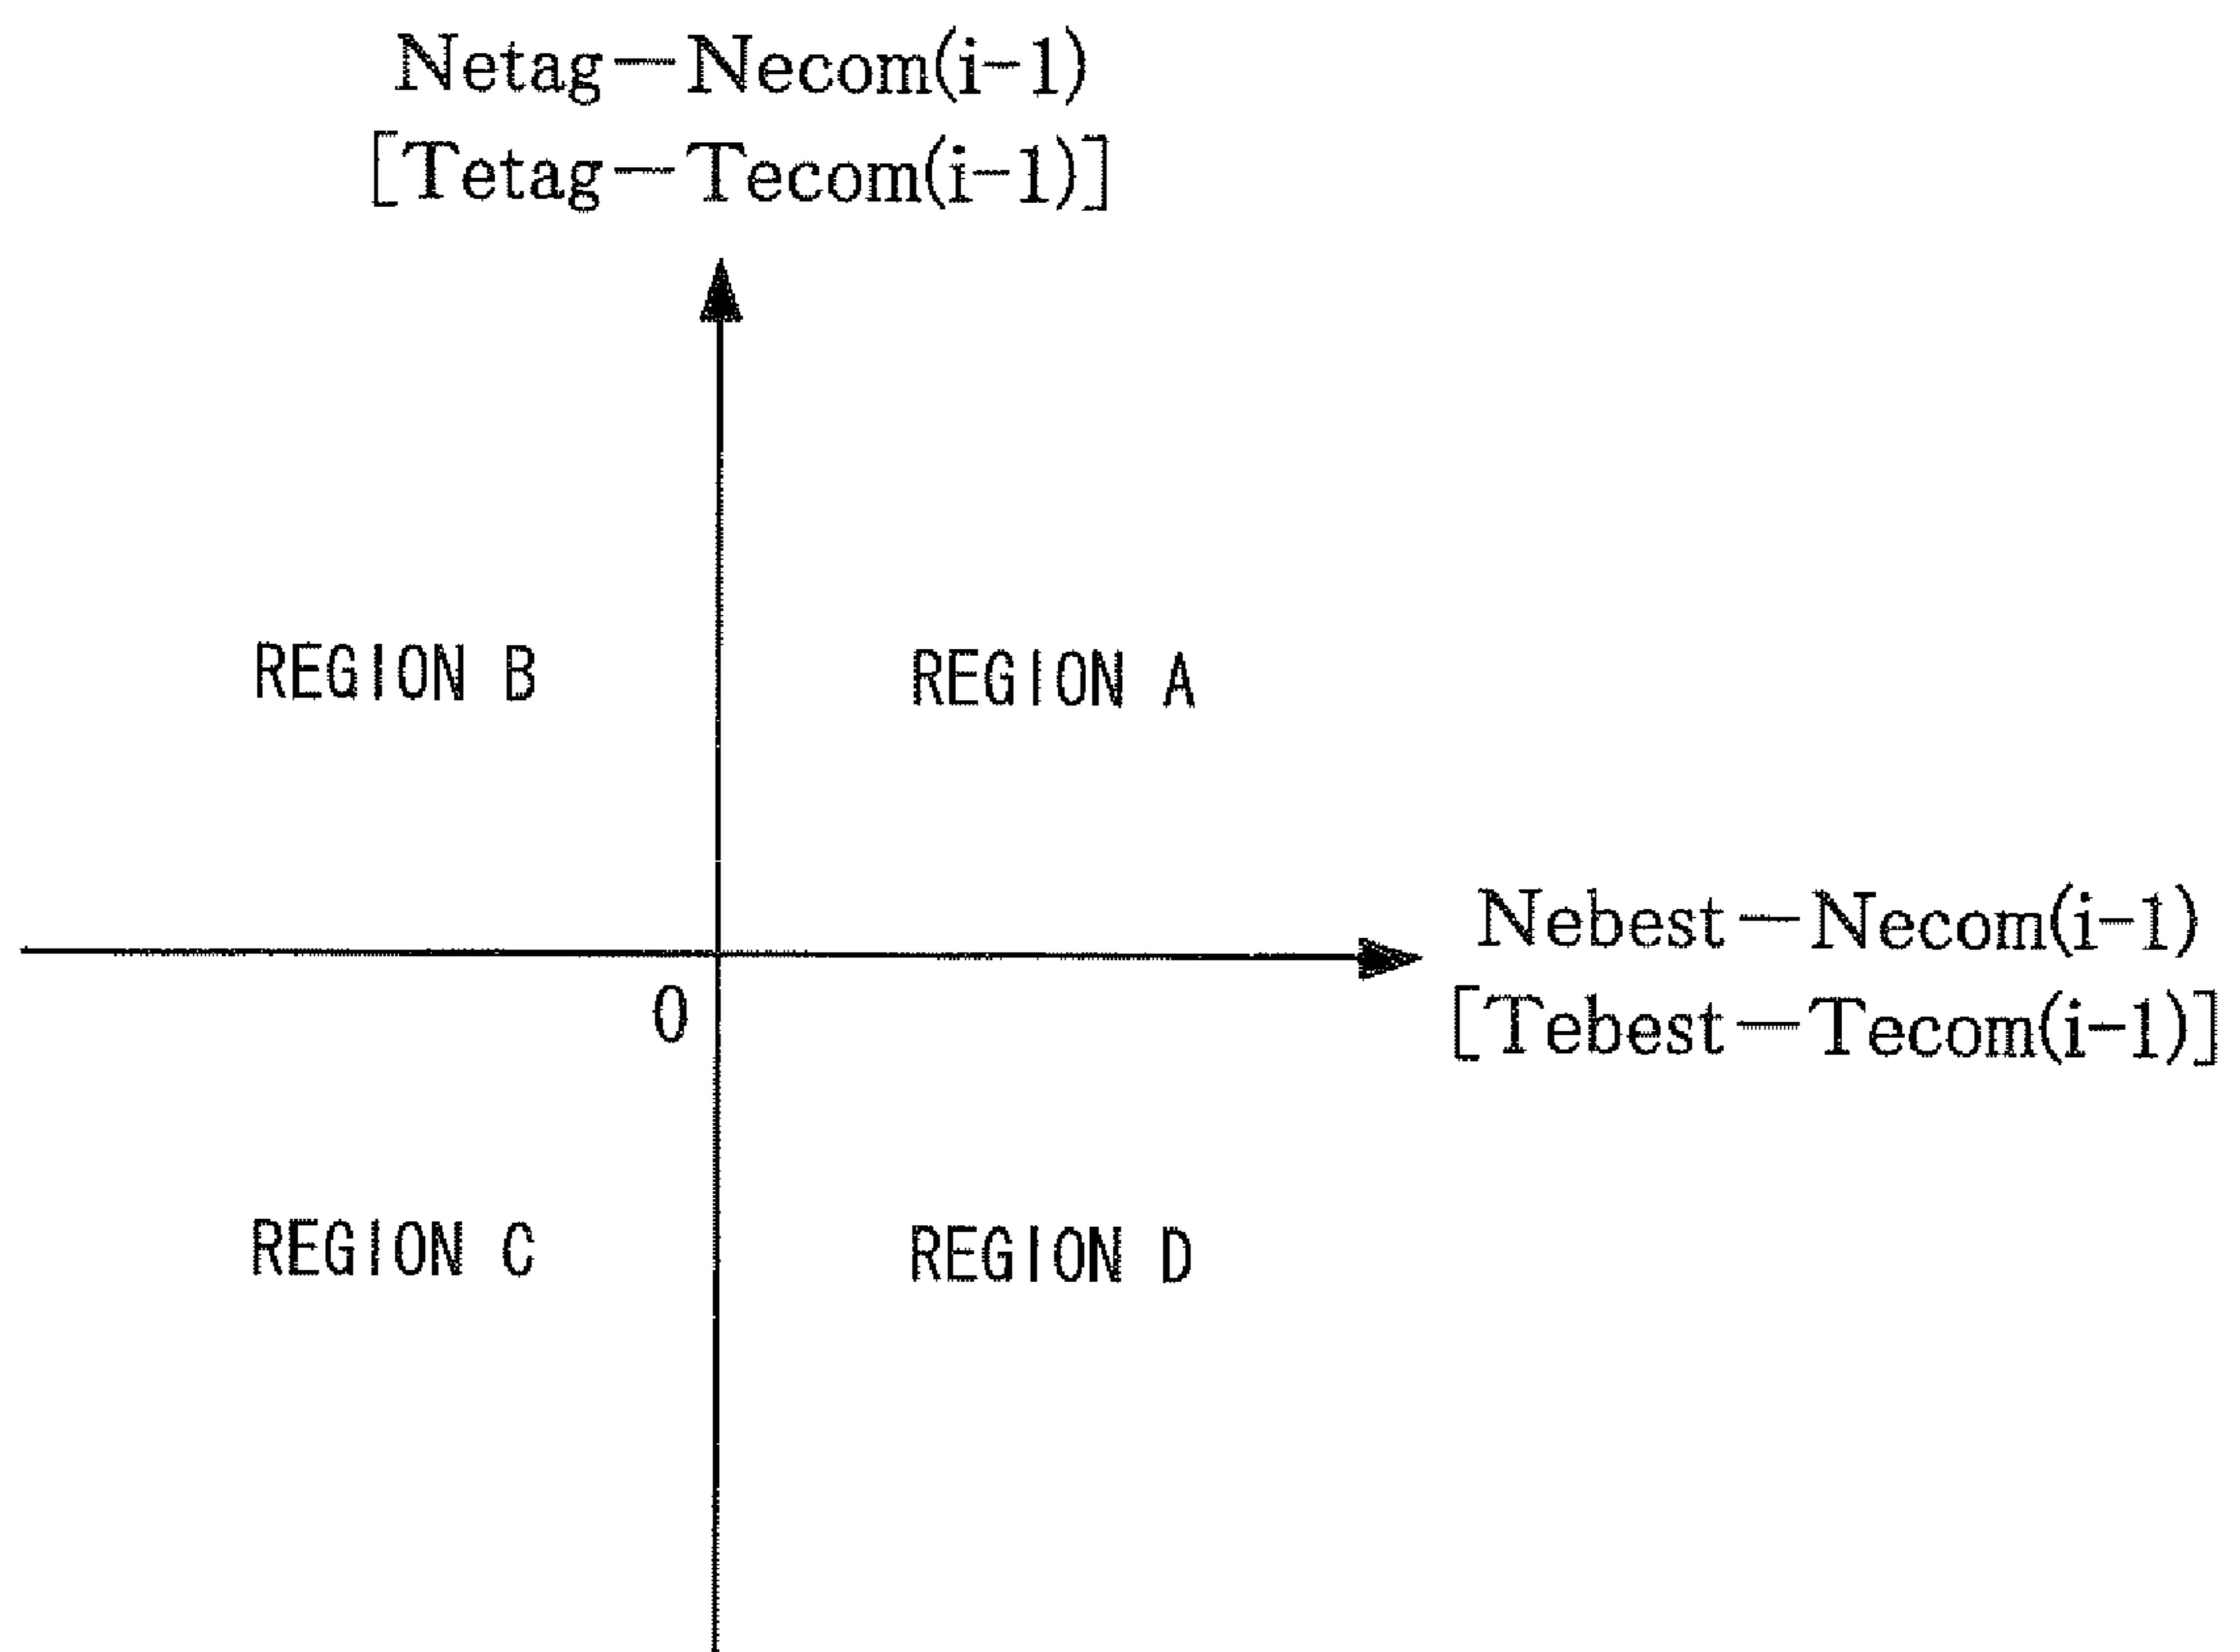 Netag－Necom(i-1)
[Tetag－Tecom(i-1)]
REGION B
REGION A
Nebest－Necom(i-1)
[Tebest－Tecom(i-1)]
0
REGION C
REGION D